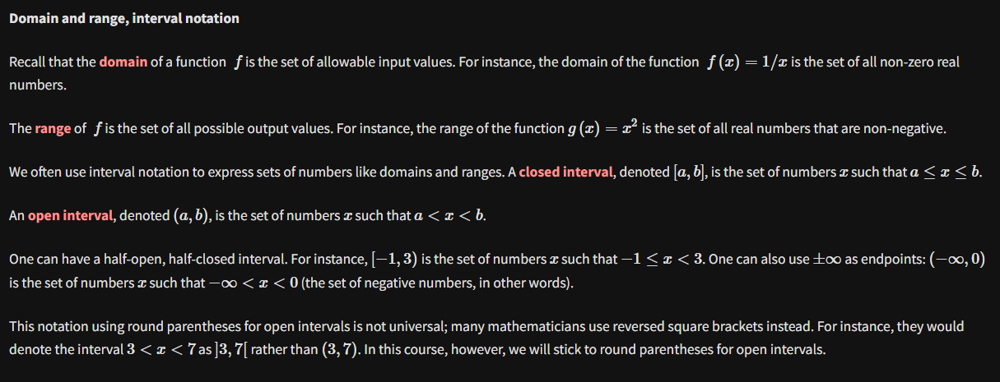 Domain and range, interval notation
Recall that the domain of a function f is the set of allowable input values. For instance, the domain of the function f (x) = 1/x is the set of all non-zero real
numbers.
The range of f is the set of all possible output values. For instance, the range of the function g (x) = x² is the set of all real numbers that are non-negative.
We often use interval notation to express sets of numbers like domains and ranges. A closed interval, denoted [a, b], is the set of numbers x such that a ≤ x ≤ b.
An open interval, denoted (a, b), is the set of numbers x such that a < x < b.
One can have a half-open, half-closed interval. For instance, [−1, 3) is the set of numbers x such that −1 ≤ x < 3. One can also use ±∞ as endpoints: (−∞, 0)
is the set of numbers x such that −∞ < x < 0 (the set of negative numbers, in other words).
This notation using round parentheses for open intervals is not universal; many mathematicians use reversed square brackets instead. For instance, they would
denote the interval 3 < x < 7 as ]3, 7[ rather than (3, 7). In this course, however, we will stick to round parentheses for open intervals.